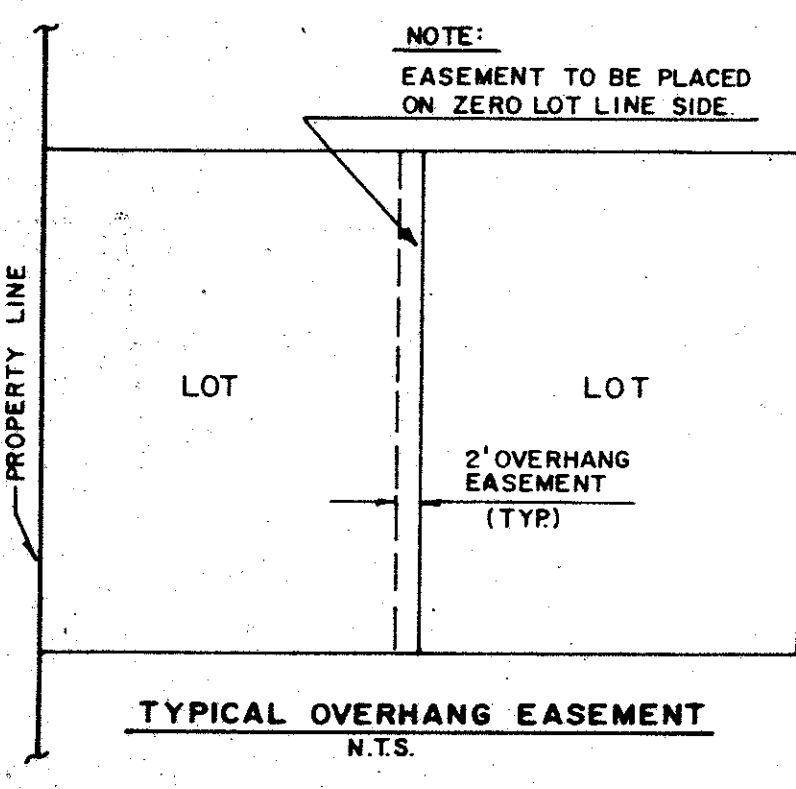 NOTE:
EASEMENT TO BE PLACED
ON ZERO LOT LINE SIDE.
PROPERTY LINE
LOT
LOT
2' OVERHANG
EASEMENT
(TYP.)
TYPICAL OVERHANG EASEMENT
N.T.S.